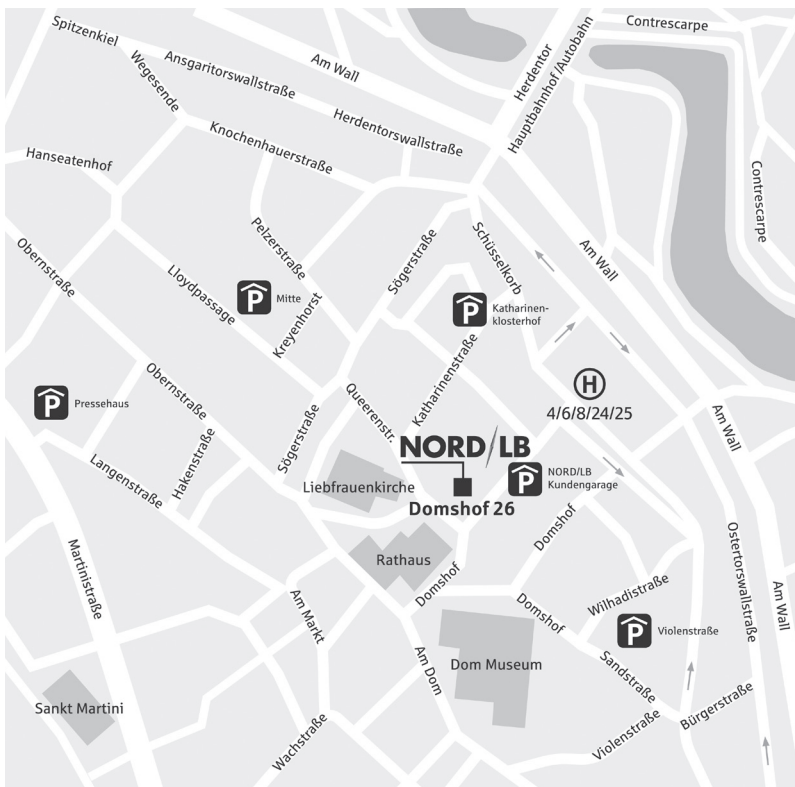 Spitzenkiel
Wegesende
Ansgaritorswallstraße
Am Wall
Herdentor
Hauptbahnhof/Autobahn
Contrescarpe
Herdentorswallstraße
Knochenhauerstraße
Hanseatenhof
Contrescarpe
Obernstraße
Lloydpassage
Pelzerstraße
Sögerstraße
Schüsselkorb
Am Wall
P
Mitte
Kreyenhorst
P
Katharinen-
klosterhof
Katharinenstraße
Queerenstr.
H
4/6/8/24/25
P
Pressehaus
Obernstraße
Hakenstraße
Langenstraße
Sögerstraße
Am Wall
NORD/LB
P
NORD/LB
Kundengarage
Liebfrauenkirche
Domshof 26
Domshof
Rathaus
Domshof
Martinistraße
Am Markt
Domshof
Wilhadistraße
Ostertorswallstraße
Am Wall
P
Violenstraße
Am Dom
Dom Museum
Sandstraße
Sankt Martini
Wachstraße
Violenstraße
Bürgerstraße